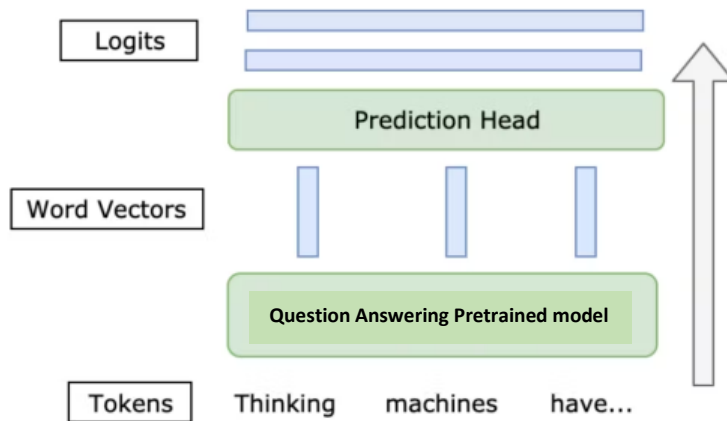 Logits
Prediction Head
Word Vectors
Question Answering Pretrained model
Tokens Thinking machines have...